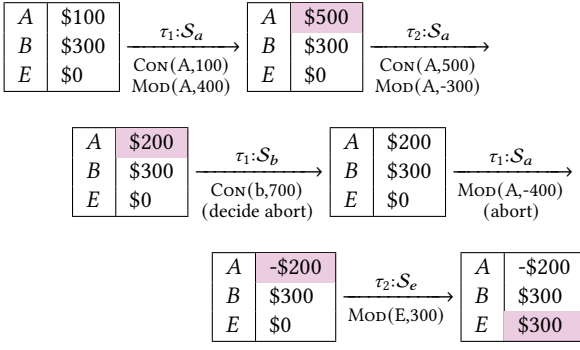 A $100
B $300
E $0
τ₁:𝒮ₐ
Con(A,100)
Mod(A,400)
A $500
B $300
E $0
τ₂:𝒮ₐ
Con(A,500)
Mod(A,-300)
A $200
B $300
E $0
τ₁:𝒮_b
Con(b,700)
(decide abort)
A $200
B $300
E $0
τ₁:𝒮ₐ
Mod(A,-400)
(abort)
A -$200
B $300
E $0
τ₂:𝒮ₑ
Mod(E,300)
A -$200
B $300
E $300